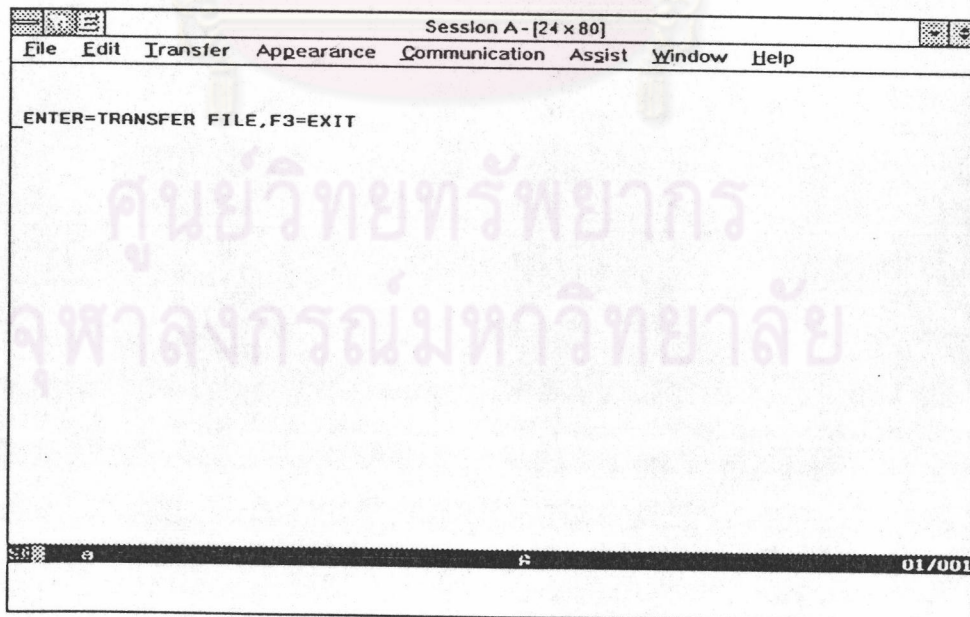 Session A - [24 x 80]
File Edit Transfer Appearance Communication Assist Window Help
_ENTER=TRANSFER FILE,F3=EXIT
ศูนย์วิทยทรัพยากร
จุฬาลงกรณ์มหาวิทยาลัย
01/001